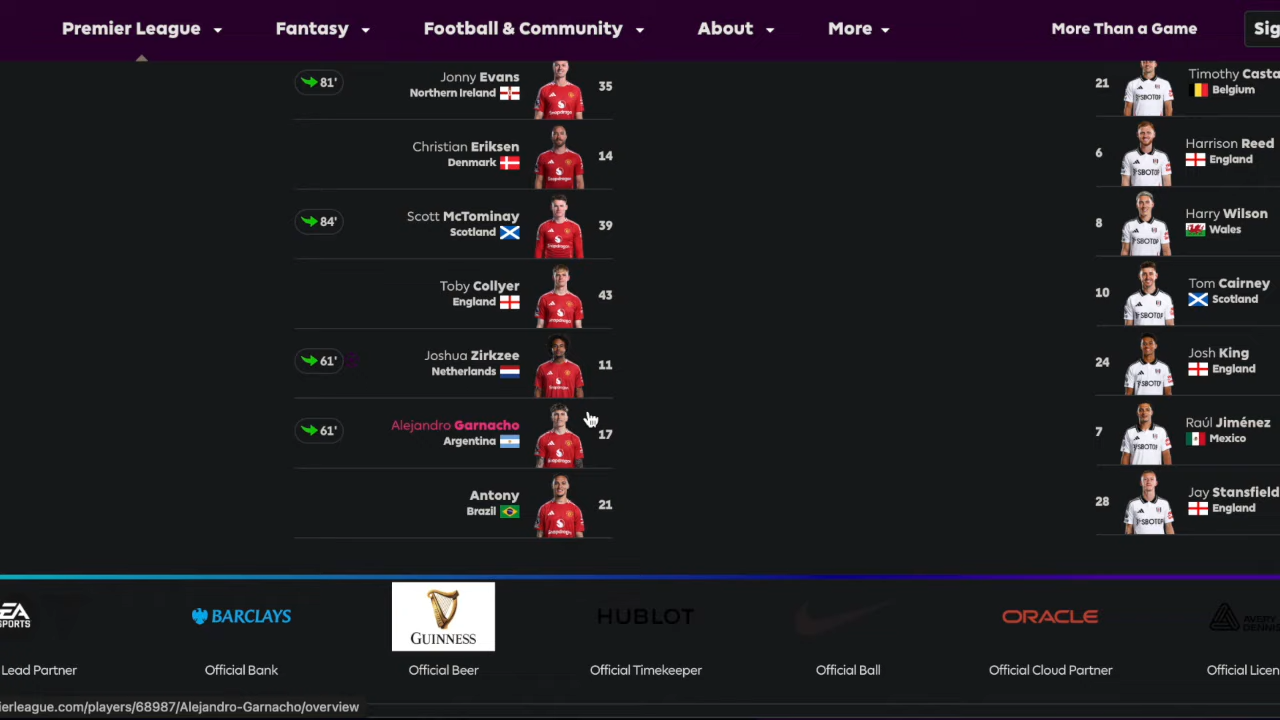 Premier League
Fantasy
Football & Community
About
More
More Than a Game
Sig
81'
Jonny Evans
Northern Ireland
35
Christian Eriksen
Denmark
14
84'
Scott McTominay
Scotland
39
Toby Collyer
England
43
61'
Joshua Zirkzee
Netherlands
11
61'
Alejandro Garnacho
Argentina
17
Antony
Brazil
21
21
Timothy Casta
Belgium
6
Harrison Reed
England
8
Harry Wilson
Wales
10
Tom Cairney
Scotland
24
Josh King
England
7
Raúl Jiménez
Mexico
28
Jay Stansfield
England
EA
SPORTS
BARCLAYS
GUINNESS
HUBLOT
ORACLE
AVERY
DENNIS
Lead Partner
Official Bank
Official Beer
Official Timekeeper
Official Ball
Official Cloud Partner
Official Licen
ierleague.com/players/68987/Alejandro-Garnacho/overview